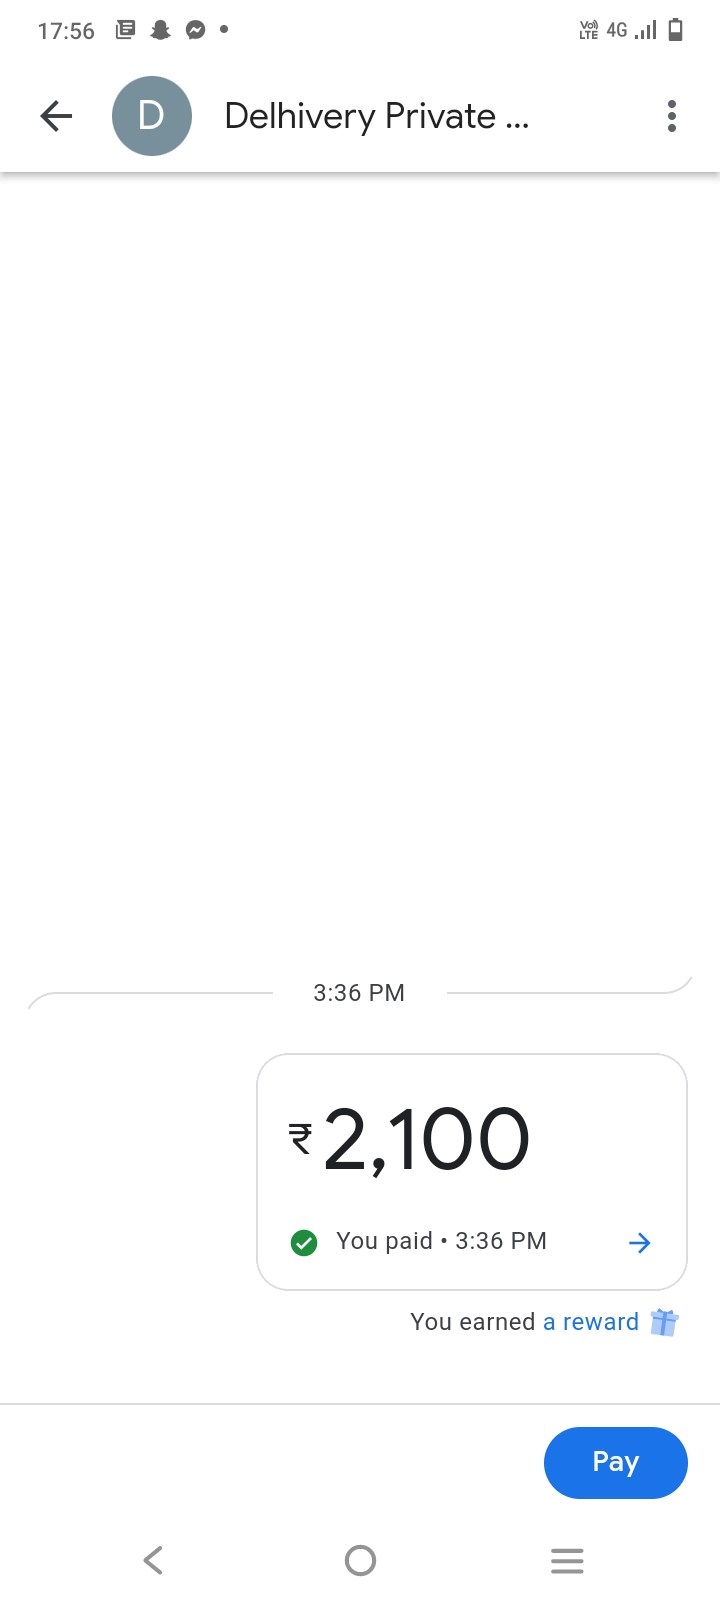 17:56
Vo)) LTE 4G
D
Delhivery Private ...
3:36 PM
₹2,100
You paid • 3:36 PM
You earned a reward
Pay